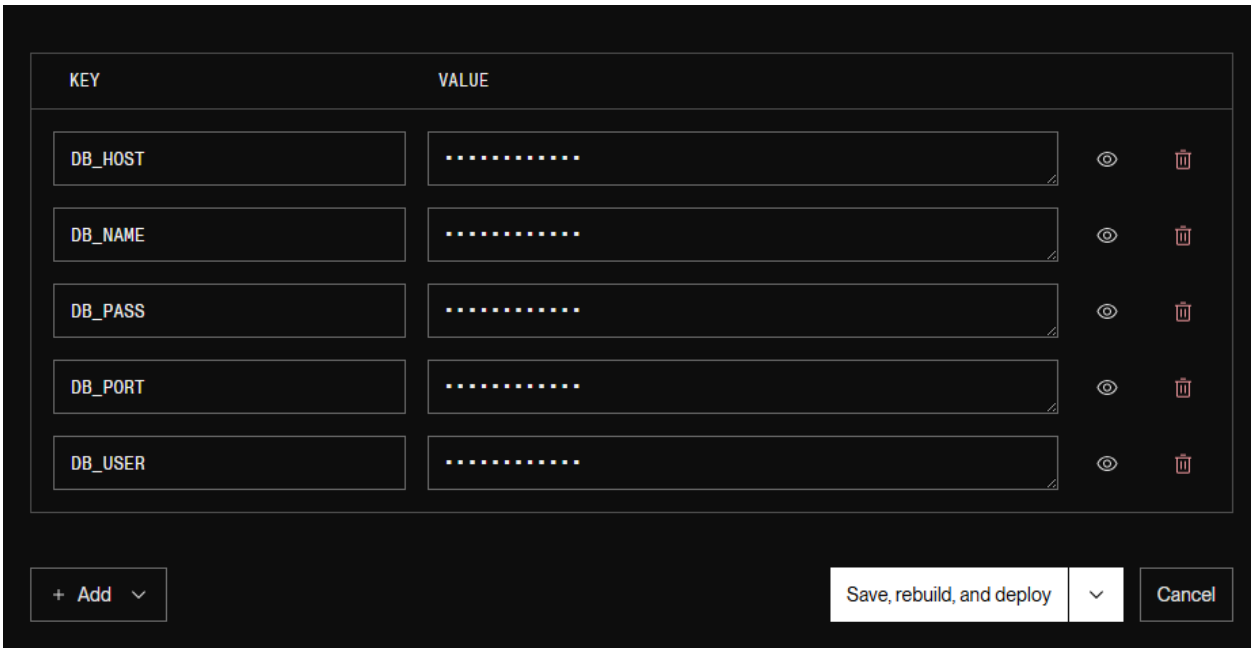 KEY VALUE
DB_HOST ············
DB_NAME ············
DB_PASS ············
DB_PORT ············
DB_USER ············
+ Add
Save, rebuild, and deploy
Cancel